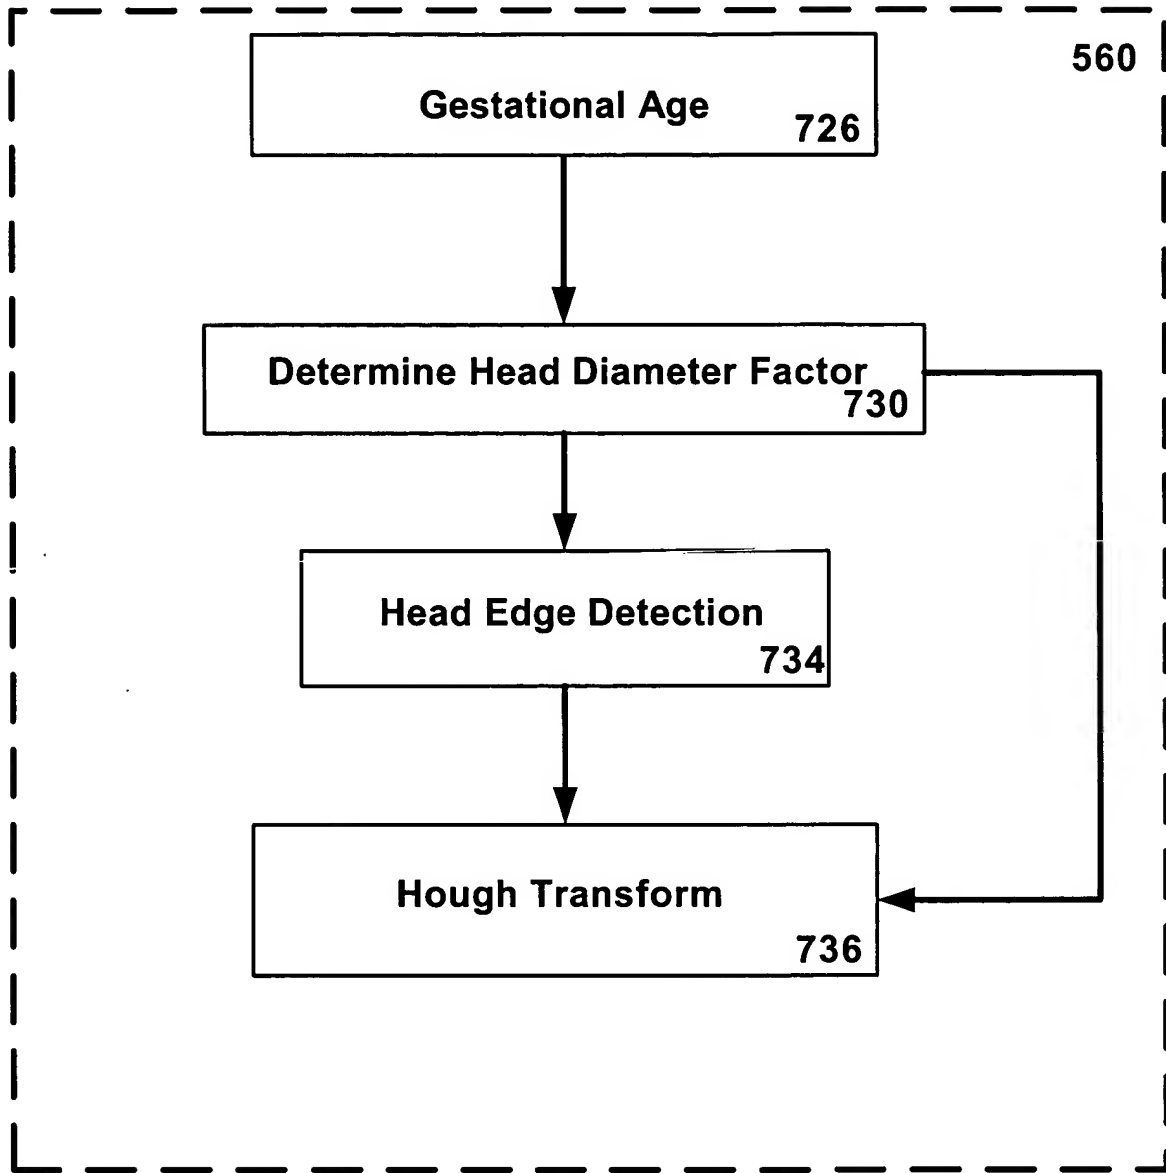 560
Gestational Age
726
Determine Head Diameter Factor
730
Head Edge Detection
734
Hough Transform
736